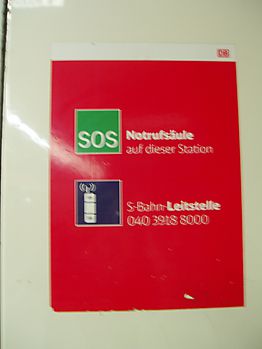 DB
SOS
Notrufsäule
auf dieser Station
S-Bahn-Leitstelle
040 3918 8000